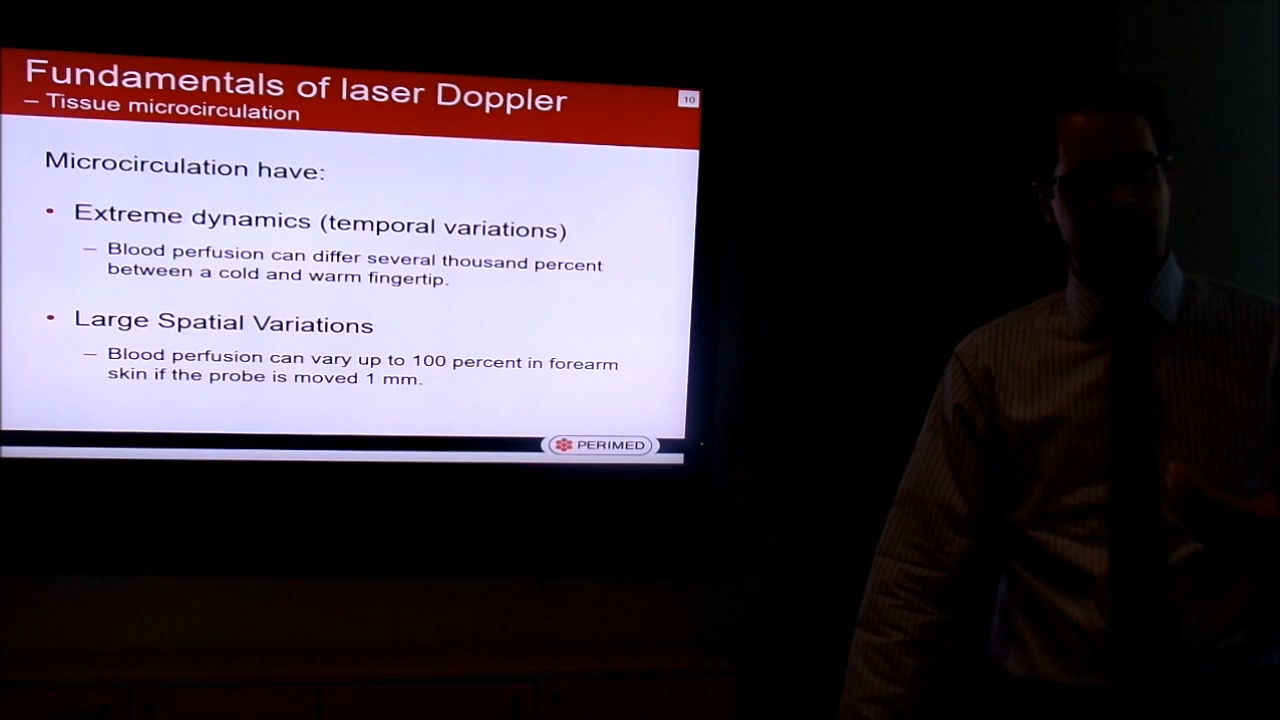 Fundamentals of laser Doppler
– Tissue microcirculation
10
Microcirculation have:
• Extreme dynamics (temporal variations)
– Blood perfusion can differ several thousand percent
between a cold and warm fingertip.
• Large Spatial Variations
– Blood perfusion can vary up to 100 percent in forearm
skin if the probe is moved 1 mm.
PERIMED